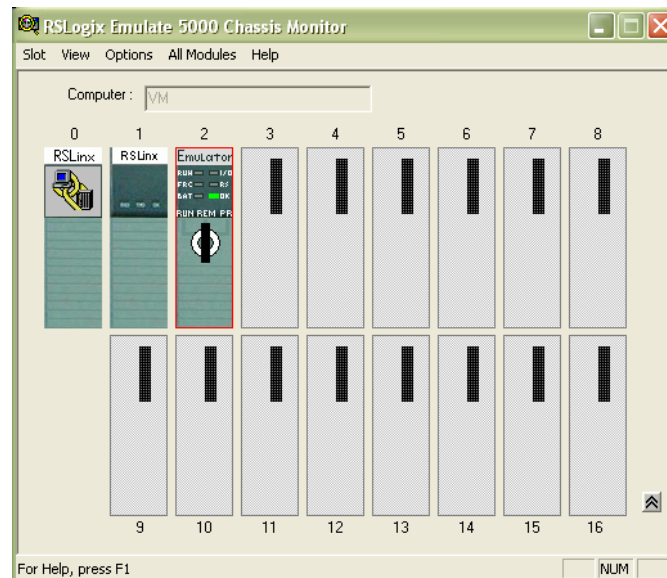 RSLogix Emulate 5000 Chassis Monitor
Slot View Options All Modules Help
Computer : VM
0 1 2 3 4 5 6 7 8
RSLinx RSLinx Emulator
RUN I/O
FRC RS
BAT OK
RUN REM PR
9 10 11 12 13 14 15 16
For Help, press F1 NUM